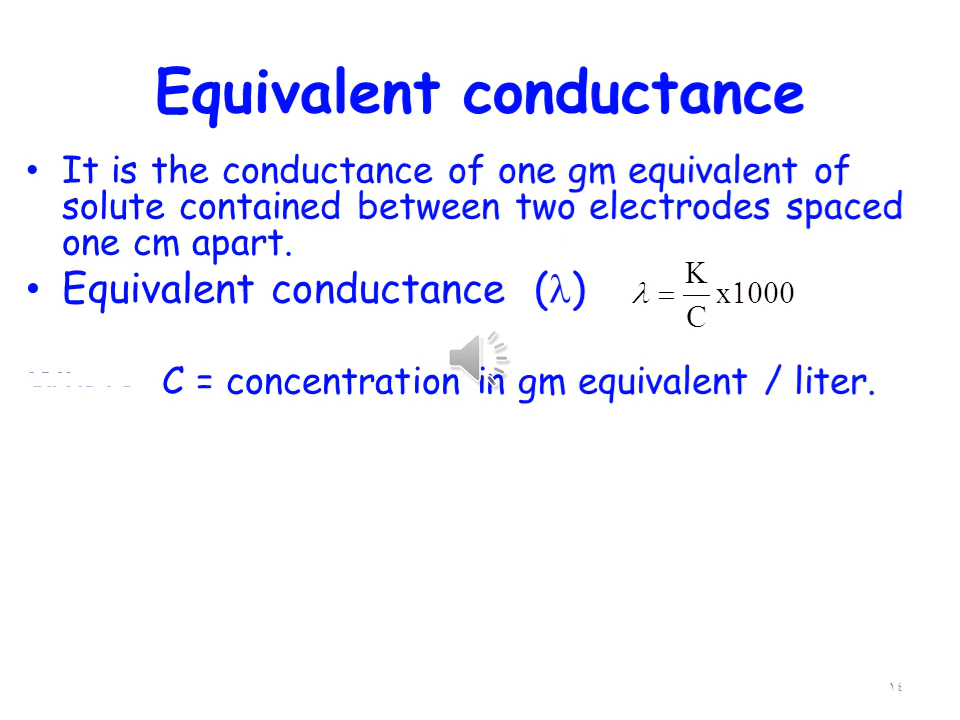 Equivalent conductance
• It is the conductance of one gm equivalent of
solute contained between two electrodes spaced
one cm apart.
• Equivalent conductance (λ) λ = K/C x1000
C = concentration in gm equivalent / liter.
١٤